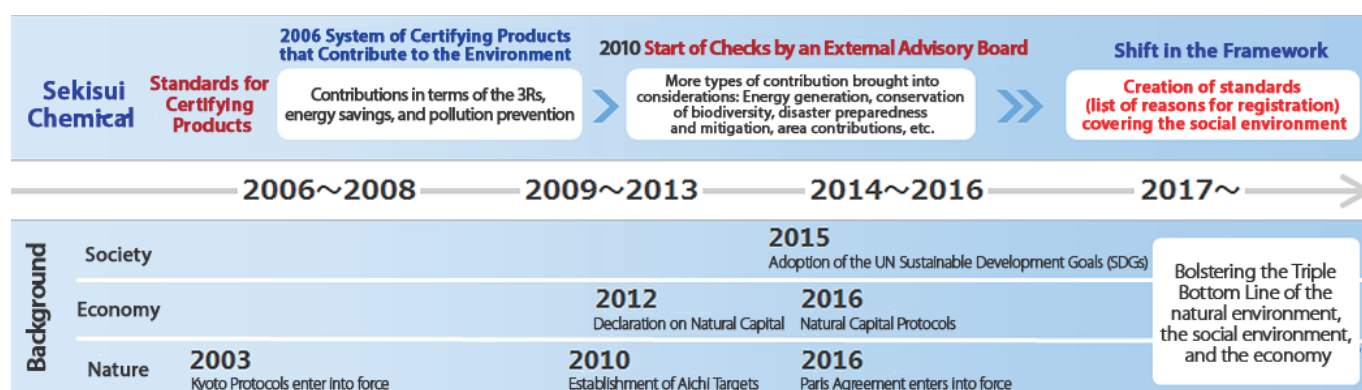 2006 System of Certifying Products
that Contribute to the Environment
2010 Start of Checks by an External Advisory Board
Shift in the Framework
Sekisui
Chemical
Standards for
Certifying
Products
Contributions in terms of the 3Rs,
energy savings, and pollution prevention
More types of contribution brought into
considerations: Energy generation, conservation
of biodiversity, disaster preparedness
and mitigation, area contributions, etc.
Creation of standards
(list of reasons for registration)
covering the social environment
2006～2008
2009～2013
2014～2016
2017～
Background
Society
2015
Adoption of the UN Sustainable Development Goals (SDGs)
Economy
2012
Declaration on Natural Capital
2016
Natural Capital Protocols
Nature
2003
Kyoto Protocols enter into force
2010
Establishment of Aichi Targets
2016
Paris Agreement enters into force
Bolstering the Triple
Bottom Line of the
natural environment,
the social environment,
and the economy